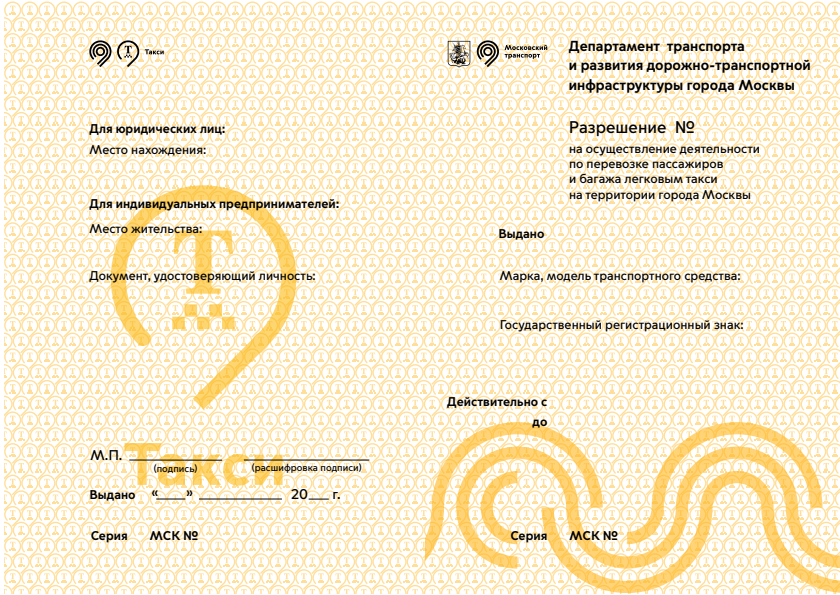 Такси
Для юридических лиц:
Место нахождения:
Для индивидуальных предпринимателей:
Место жительства:
Т
Документ, удостоверяющий личность:
Такси
М.П.
(подпись) (расшифровка подписи)
Выдано «___» ________ 20__ г.
Серия МСК №
Московский
транспорт
Департамент транспорта
и развития дорожно-транспортной
инфраструктуры города Москвы
Разрешение №
на осуществление деятельности
по перевозке пассажиров
и багажа легковым такси
на территории города Москвы
Выдано
Марка, модель транспортного средства:
Государственный регистрационный знак:
Действительно с
до
Серия МСК №